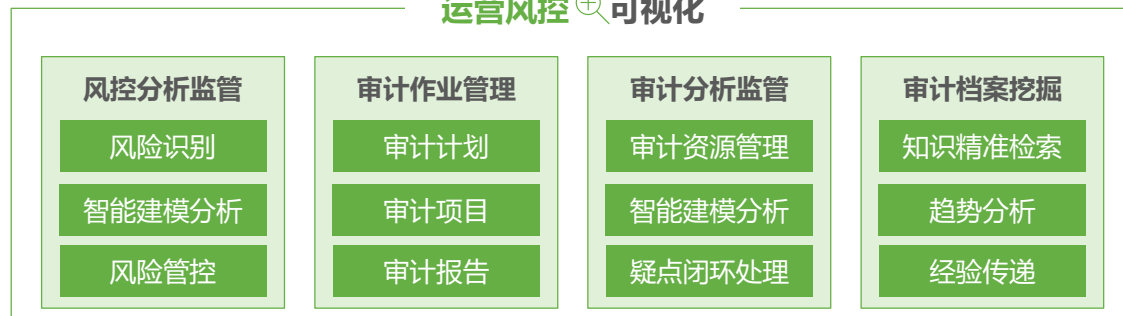 运营风控 可视化
风控分析监管
风险识别
智能建模分析
风险管控
审计作业管理
审计计划
审计项目
审计报告
审计分析监管
审计资源管理
智能建模分析
疑点闭环处理
审计档案挖掘
知识精准检索
趋势分析
经验传递